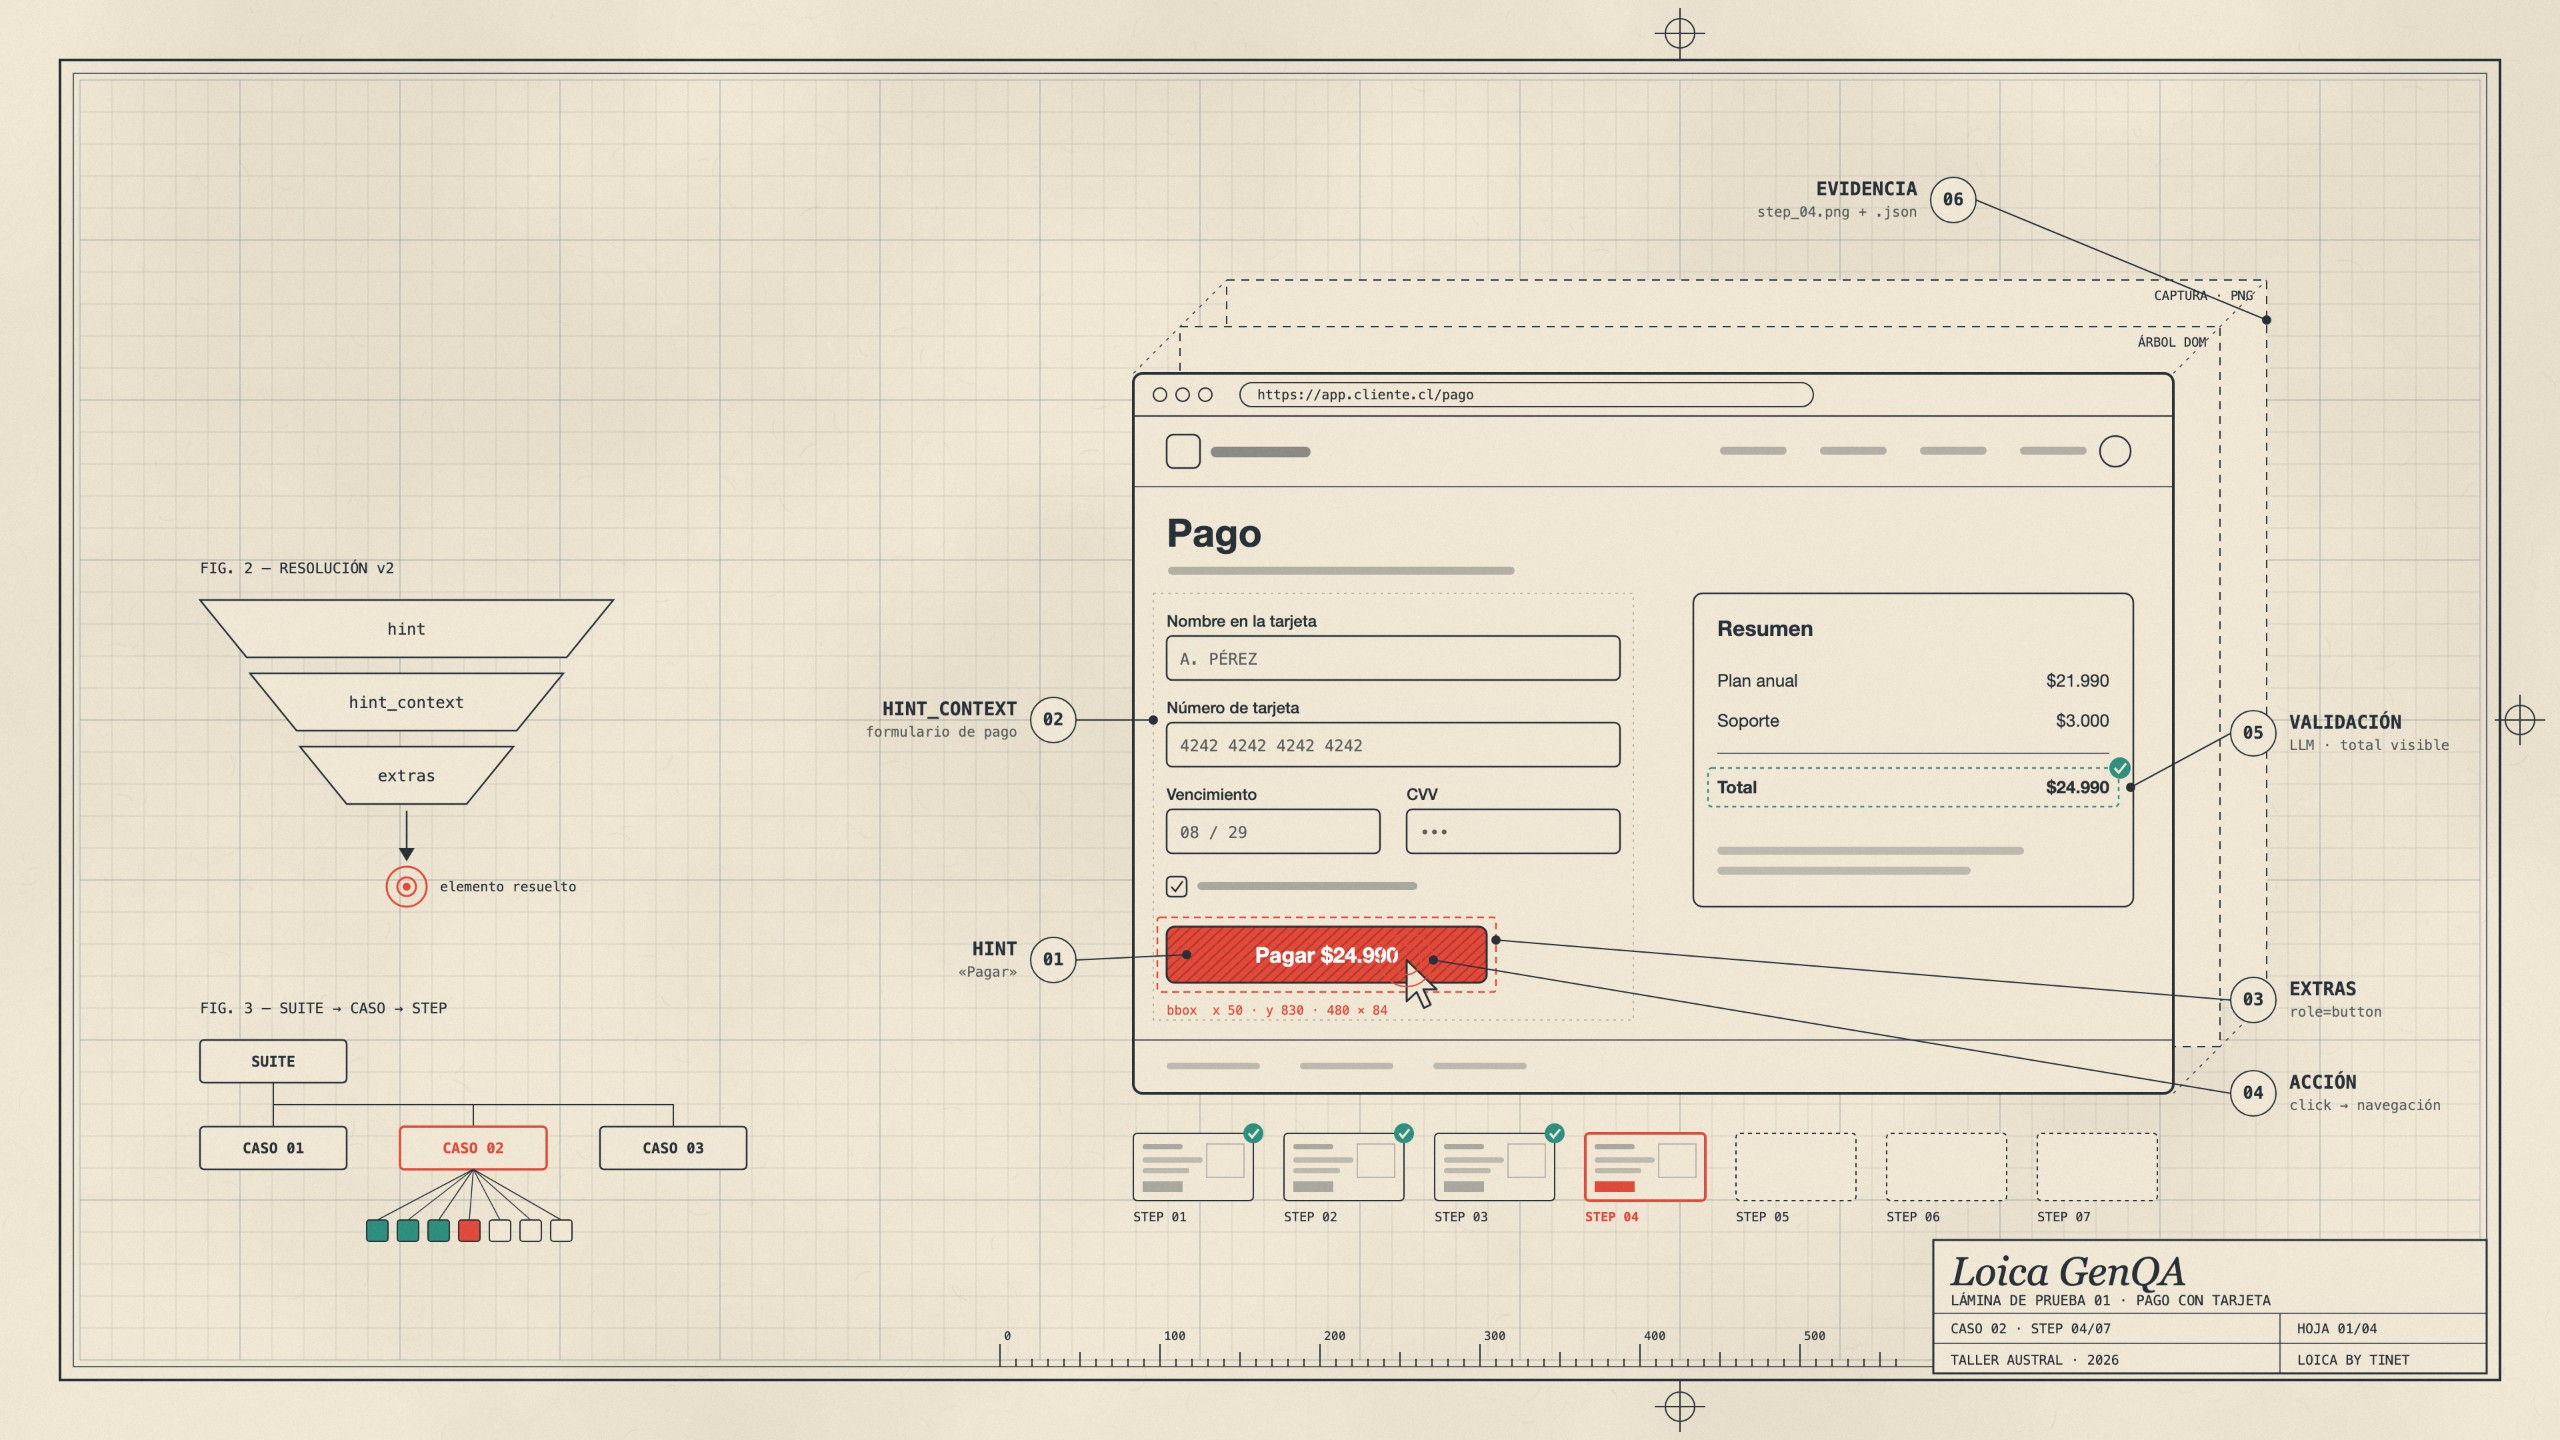 EVIDENCIA
step_04.png + .json
06
CAPTURA · PNG
ÁRBOL DOM
https://app.cliente.cl/pago
Pago
FIG. 2 — RESOLUCIÓN v2
hint
hint_context
extras
elemento resuelto
HINT_CONTEXT
formulario de pago
02
Nombre en la tarjeta
A. PÉREZ
Número de tarjeta
4242 4242 4242 4242
Vencimiento
CVV
08 / 29
•••
Resumen
Plan anual $21.990
Soporte $3.000
Total $24.990
05
VALIDACIÓN
LLM · total visible
HINT
«Pagar»
01
Pagar $24.990
bbox x 50 · y 830 · 480 × 84
03
EXTRAS
role=button
04
ACCIÓN
click → navegación
FIG. 3 — SUITE → CASO → STEP
SUITE
CASO 01
CASO 02
CASO 03
STEP 01
STEP 02
STEP 03
STEP 04
STEP 05
STEP 06
STEP 07
0 100 200 300 400 500
Loica GenQA
LÁMINA DE PRUEBA 01 · PAGO CON TARJETA
CASO 02 · STEP 04/07
HOJA 01/04
TALLER AUSTRAL · 2026
LOICA BY TINET